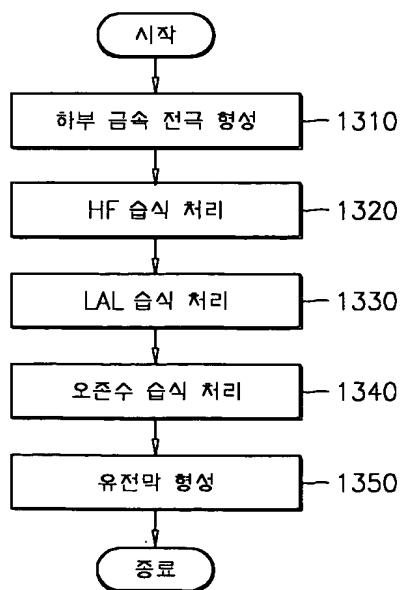 시작
하부 금속 전극 형성 1310
HF 습식 처리 1320
LAL 습식 처리 1330
오존수 습식 처리 1340
유전막 형성 1350
종료